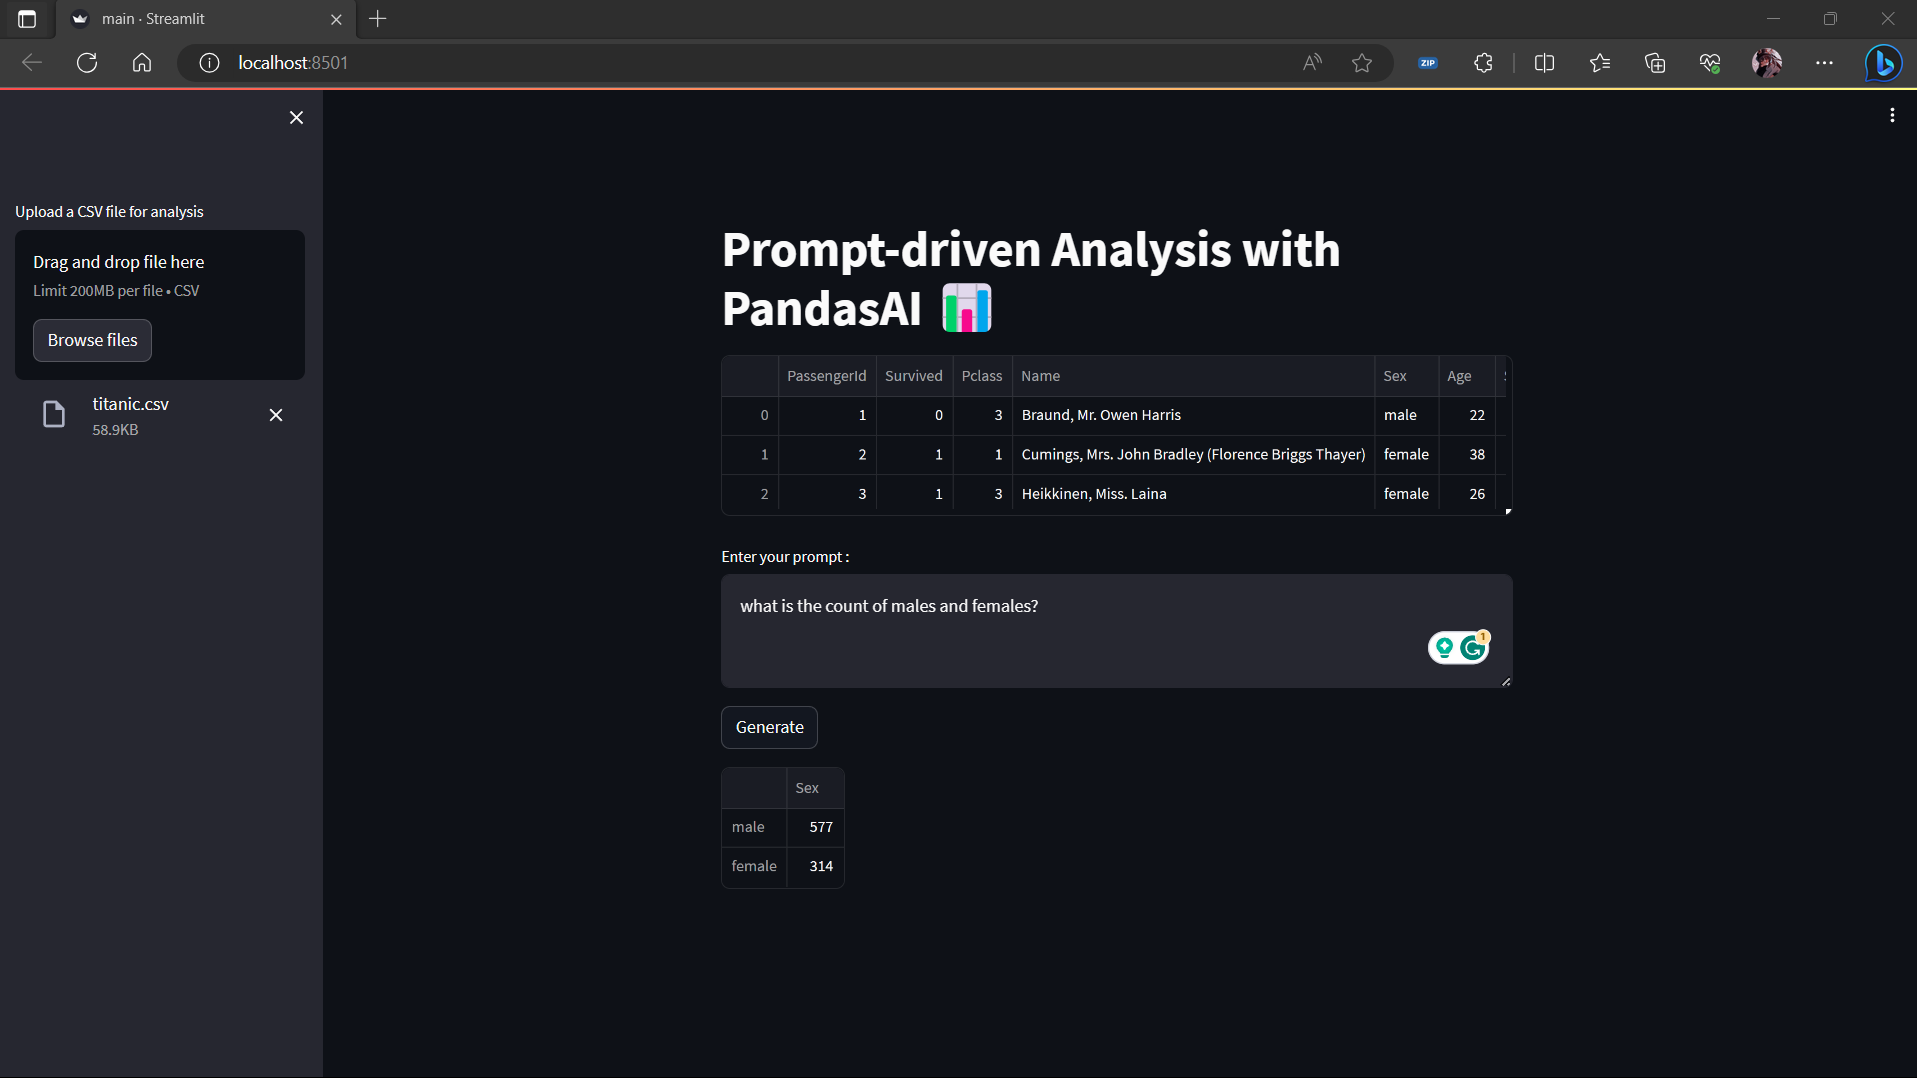 main · Streamlit
localhost:8501
ZIP
Upload a CSV file for analysis
Drag and drop file here
Limit 200MB per file • CSV
Browse files
titanic.csv
58.9KB
Prompt-driven Analysis with
PandasAI
PassengerId Survived Pclass Name Sex Age
0 1 0 3 Braund, Mr. Owen Harris male 22
1 2 1 1 Cumings, Mrs. John Bradley (Florence Briggs Thayer) female 38
2 3 1 3 Heikkinen, Miss. Laina female 26
Enter your prompt :
what is the count of males and females?
1
Generate
Sex
male 577
female 314